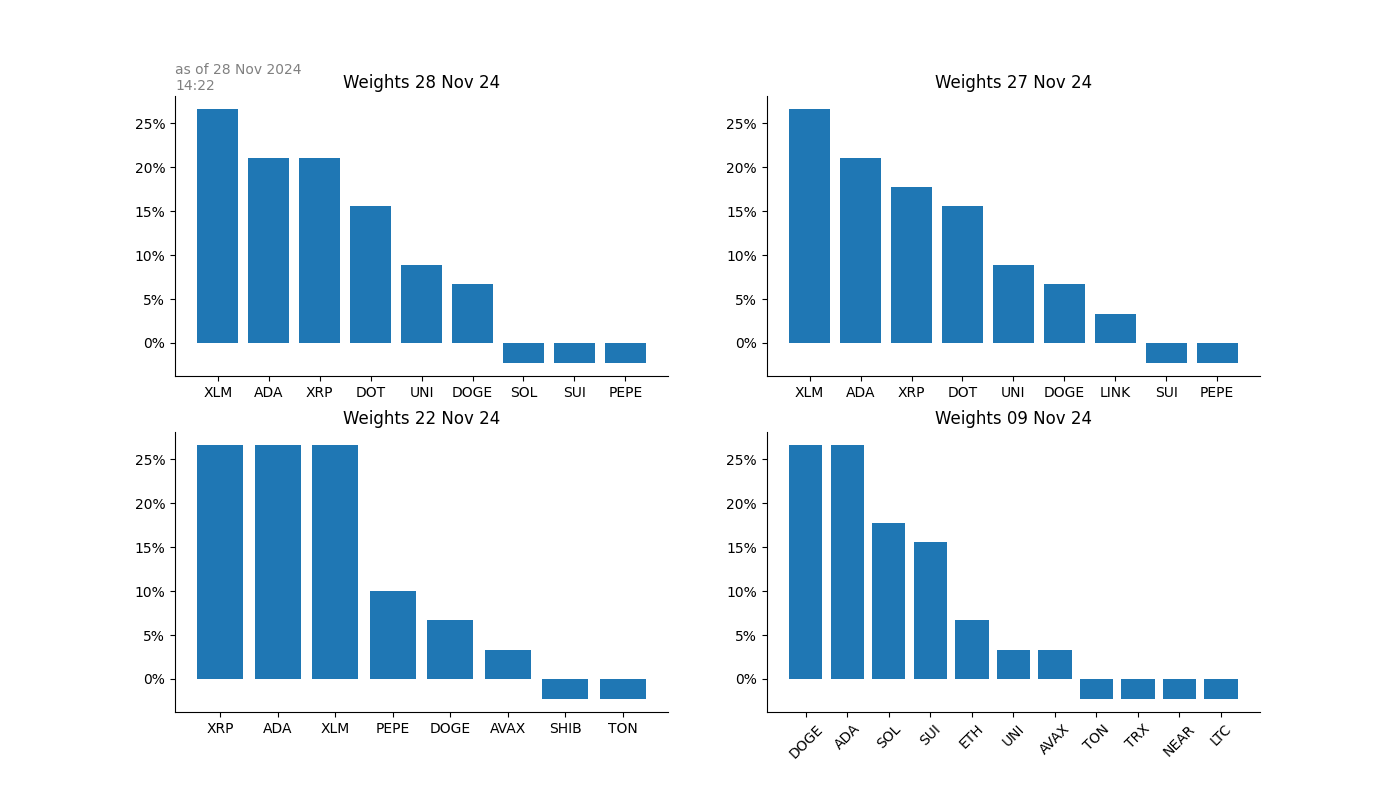 as of 28 Nov 2024
14:22
Weights 28 Nov 24
25%
20%
15%
10%
5%
0%
XLM ADA XRP DOT UNI DOGE SOL SUI PEPE
Weights 27 Nov 24
25%
20%
15%
10%
5%
0%
XLM ADA XRP DOT UNI DOGE LINK SUI PEPE
Weights 22 Nov 24
25%
20%
15%
10%
5%
0%
XRP ADA XLM PEPE DOGE AVAX SHIB TON
Weights 09 Nov 24
25%
20%
15%
10%
5%
0%
DOGE ADA SOL SUI ETH UNI AVAX TON TRX NEAR LTC